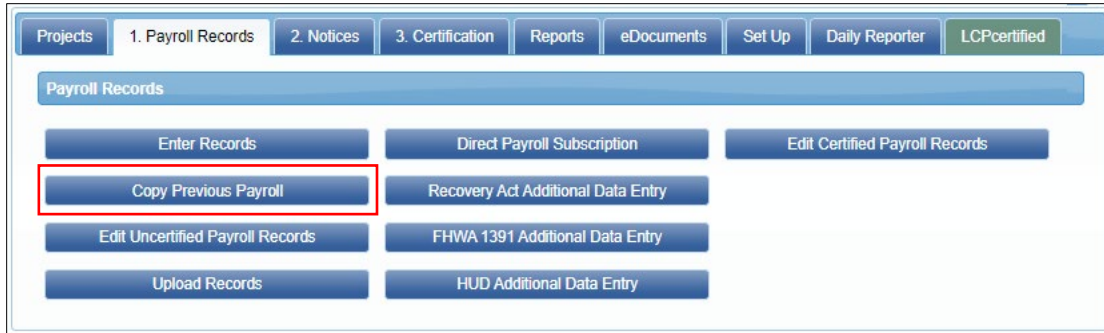 Projects 1. Payroll Records 2. Notices 3. Certification Reports eDocuments Set Up Daily Reporter LCPcertified
Payroll Records
Enter Records Direct Payroll Subscription Edit Certified Payroll Records
Copy Previous Payroll Recovery Act Additional Data Entry
Edit Uncertified Payroll Records FHWA 1391 Additional Data Entry
Upload Records HUD Additional Data Entry